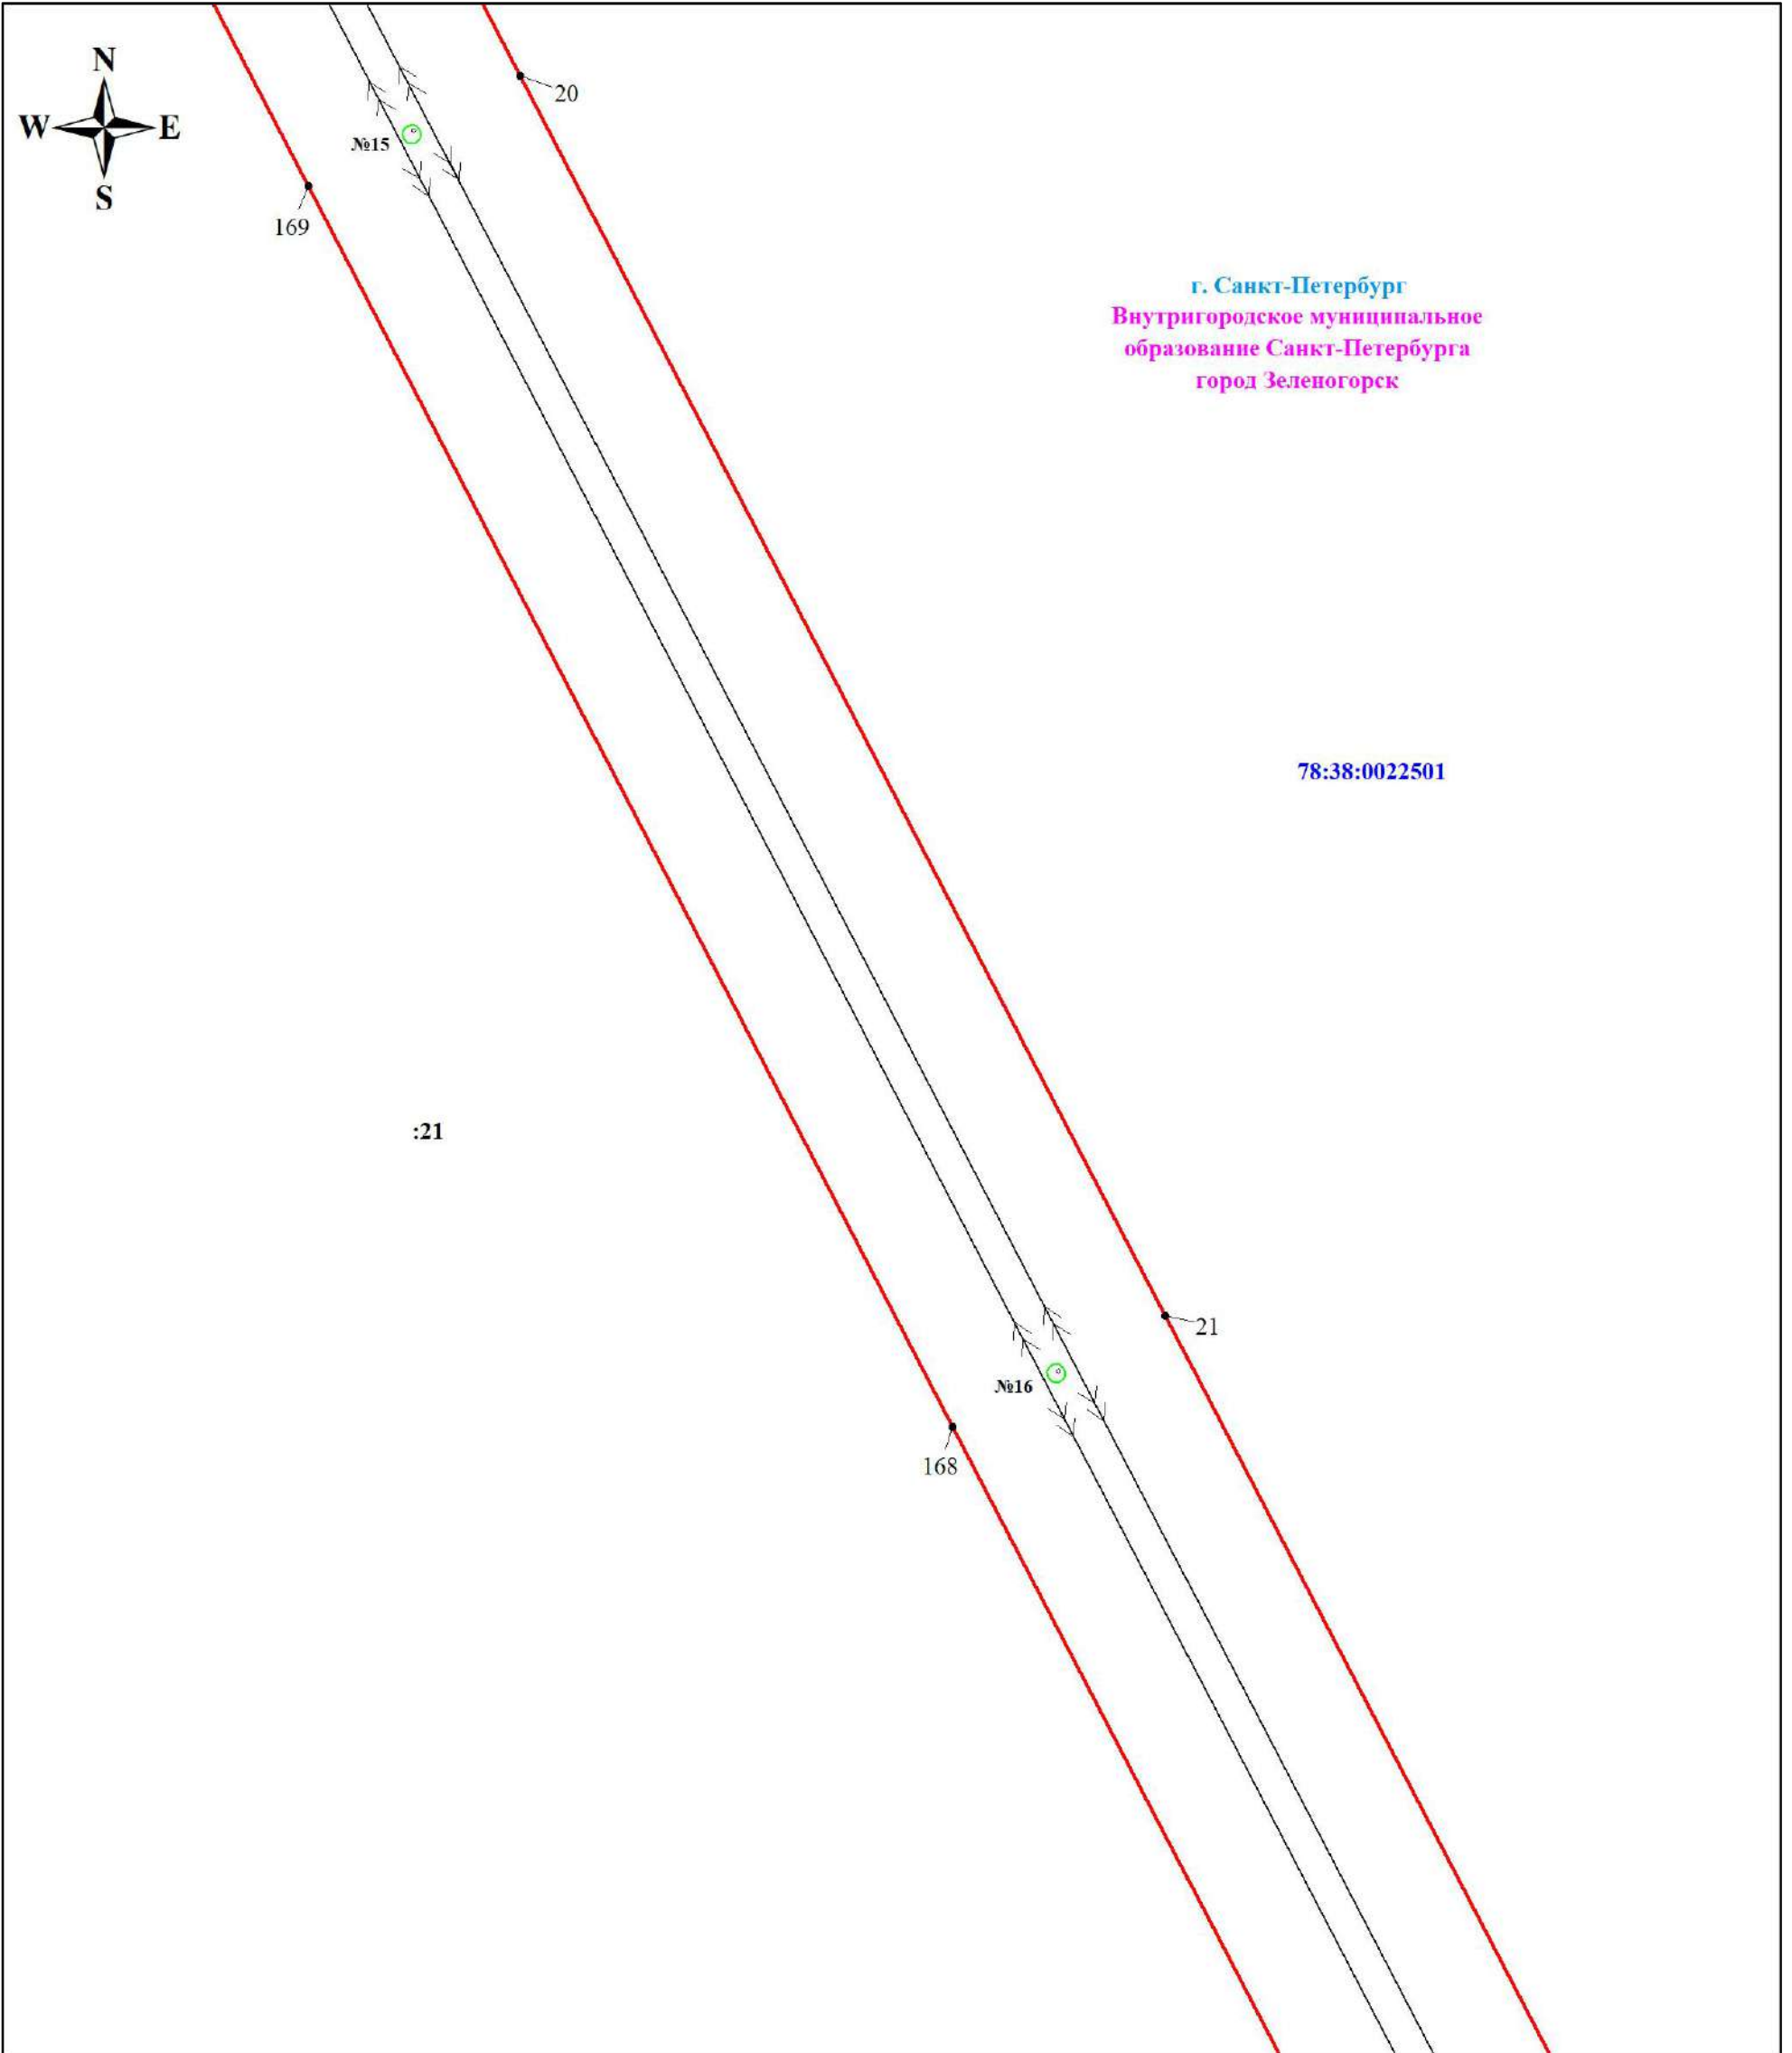 N
W E
S
20
№15
169
г. Санкт-Петербург
Внутригородское муниципальное
образование Санкт-Петербурга
город Зеленогорск
78:38:0022501
:21
21
№16
168